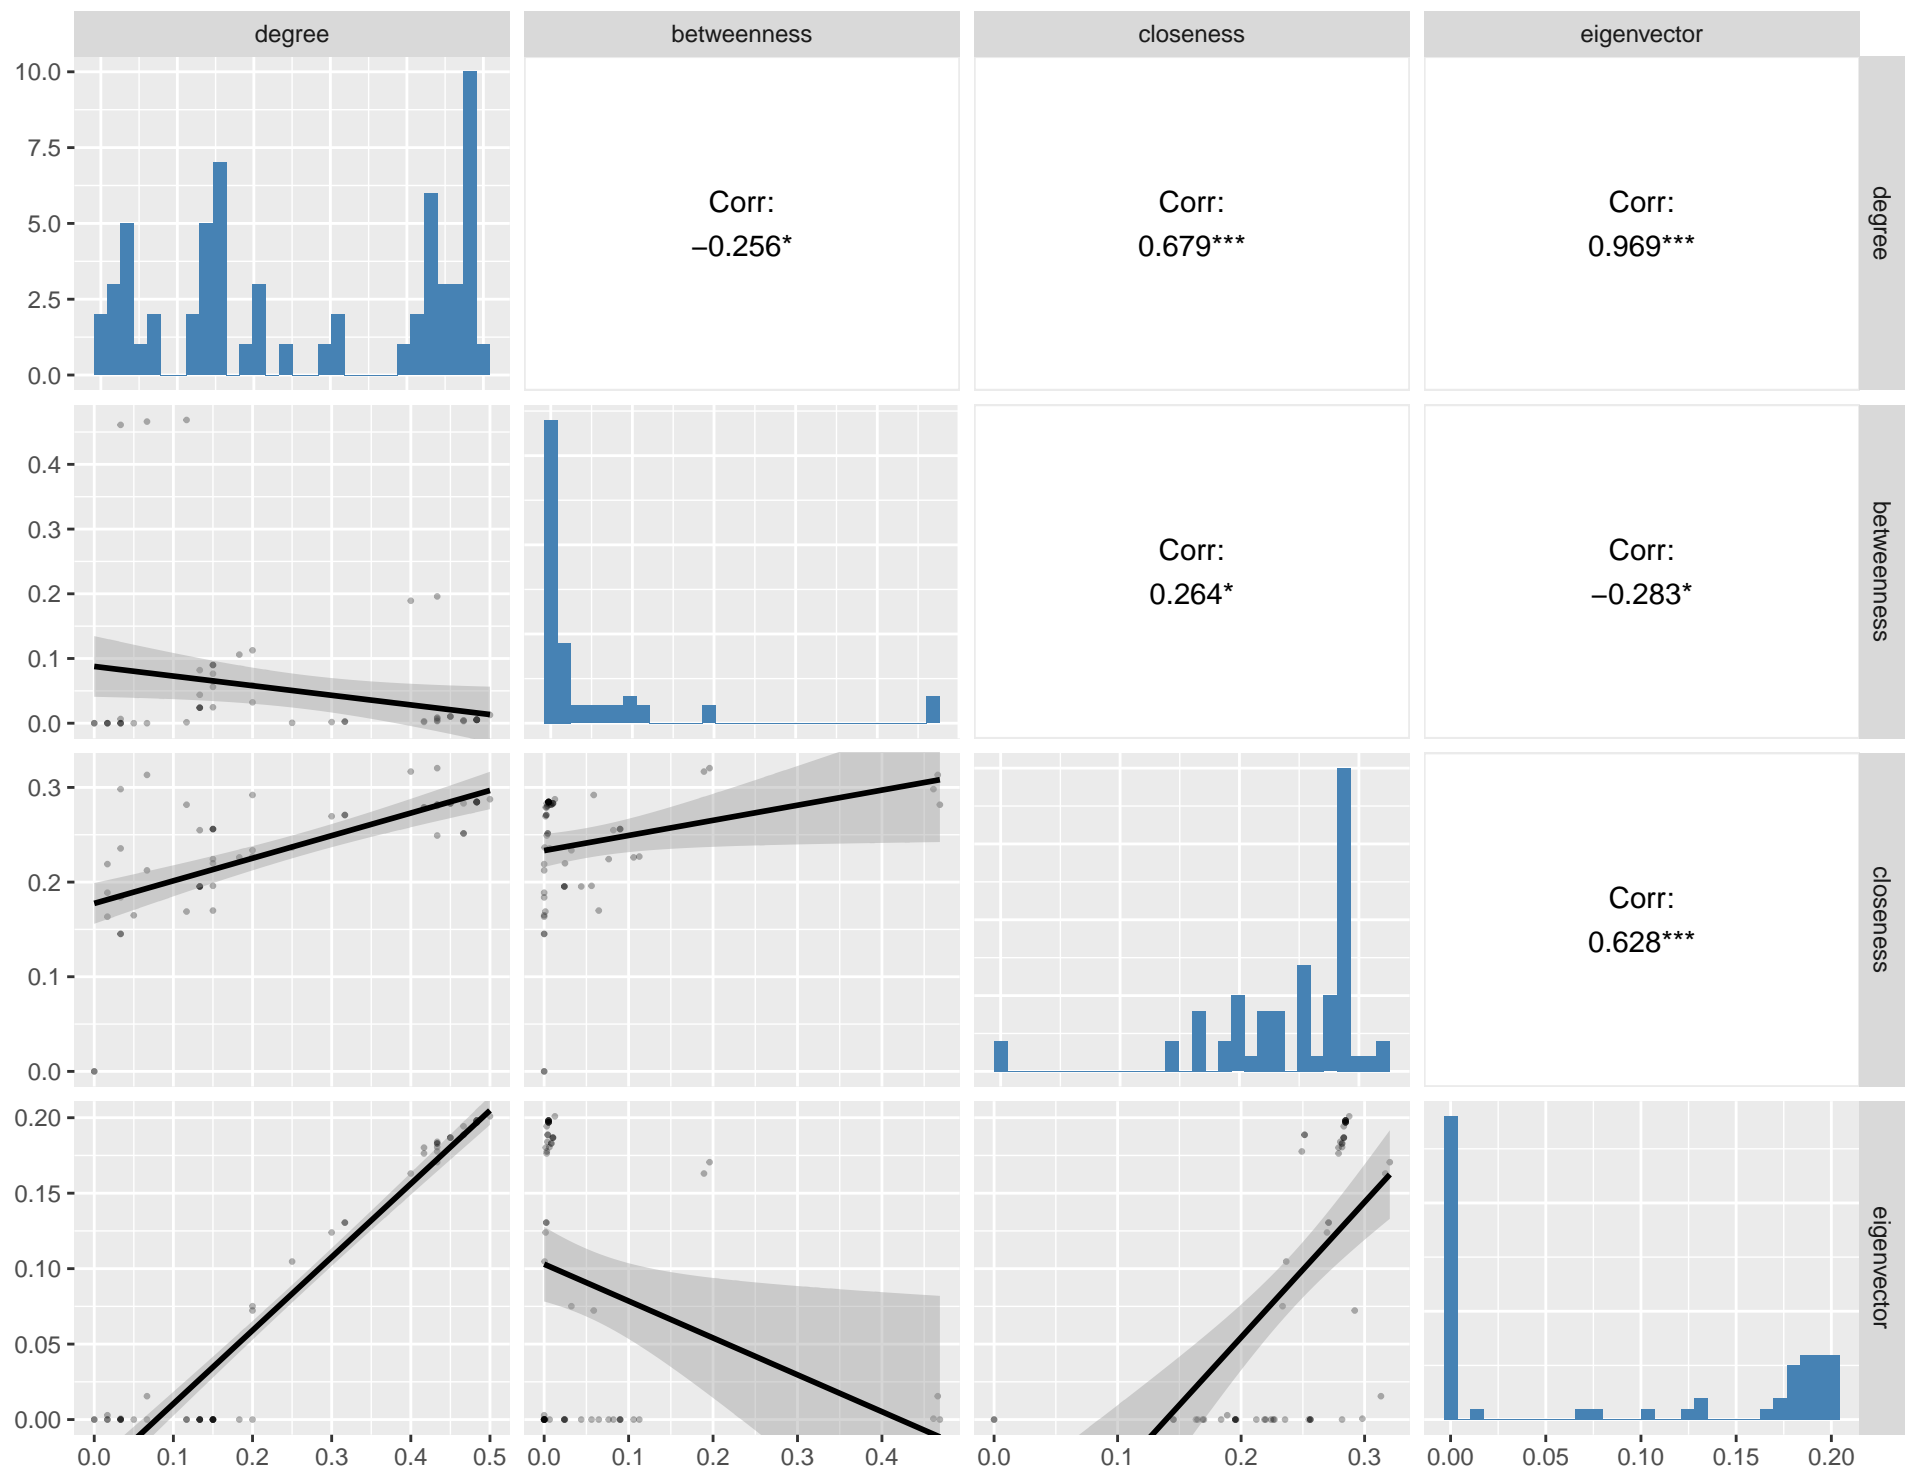 degree betweenness closeness eigenvector
10.0
7.5
5.0
2.5
0.0
Corr:
−0.256*
Corr:
0.679***
Corr:
0.969***
degree
0.4
0.3
0.2
0.1
0.0
Corr:
0.264*
Corr:
−0.283*
betweenness
0.3
0.2
0.1
0.0
Corr:
0.628***
closeness
0.20
0.15
0.10
0.05
0.00
eigenvector
0.0 0.1 0.2 0.3 0.4 0.5 0.0 0.1 0.2 0.3 0.4 0.0 0.1 0.2 0.3 0.00 0.05 0.10 0.15 0.20